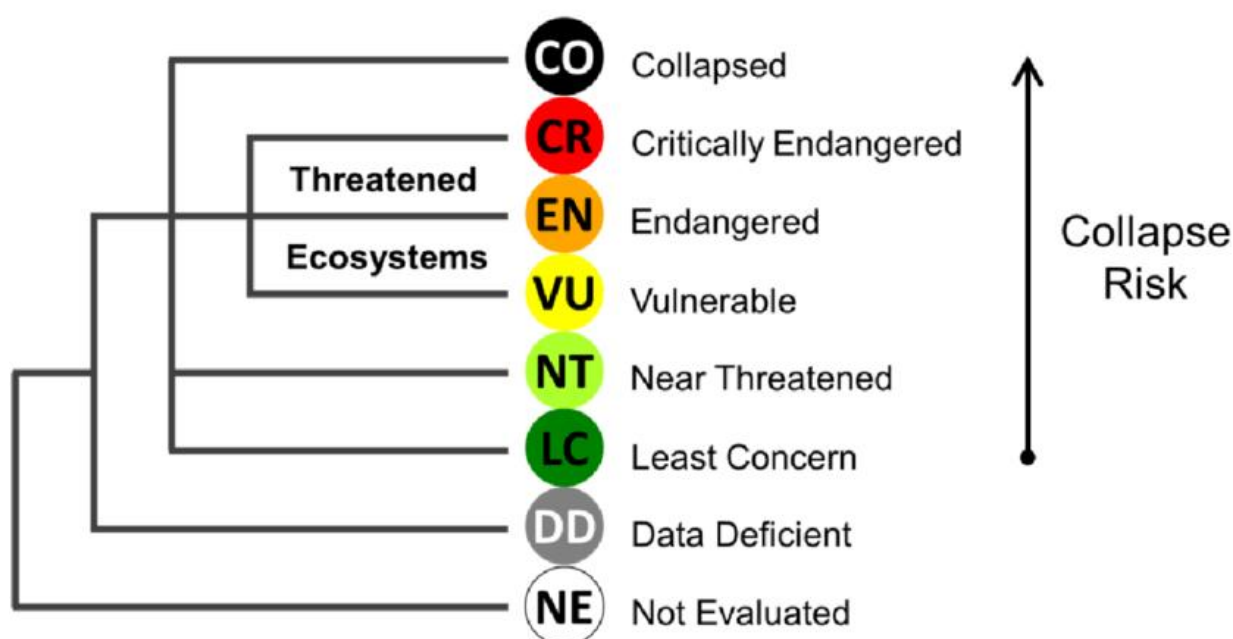 CO Collapsed
CR Critically Endangered
Threatened
EN Endangered
Ecosystems
VU Vulnerable
NT Near Threatened
LC Least Concern
DD Data Deficient
NE Not Evaluated
Collapse
Risk